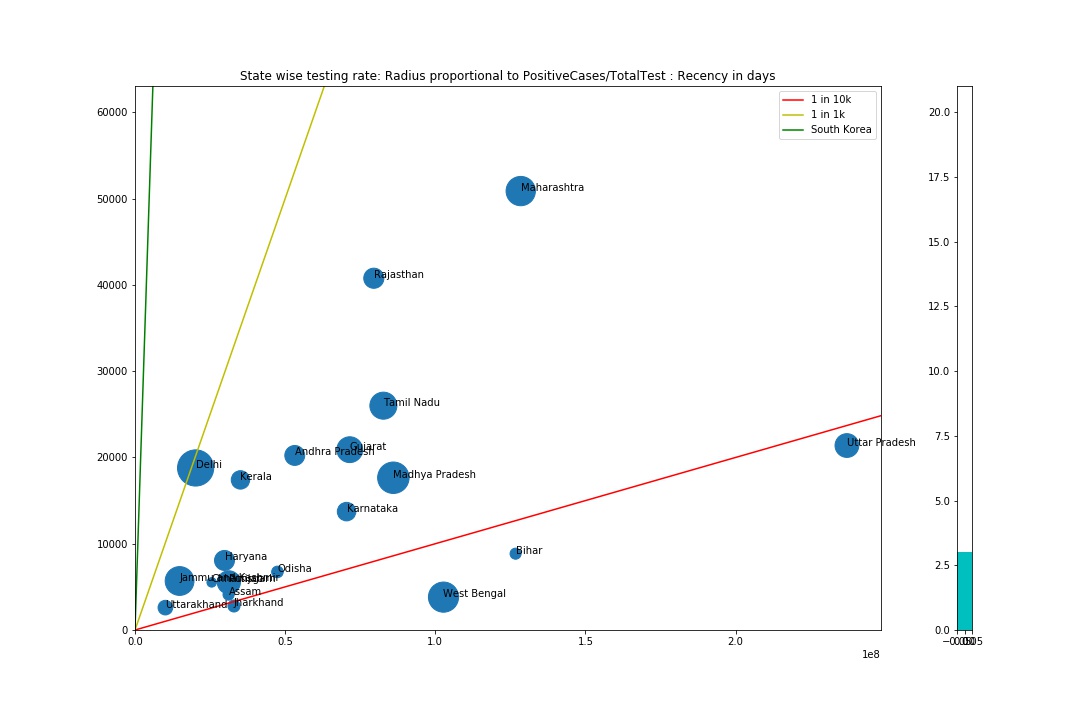 State wise testing rate: Radius proportional to PositiveCases/TotalTest : Recency in days
1 in 10k
1 in 1k
South Korea
60000
50000
40000
30000
20000
10000
0
Maharashtra
Rajasthan
Tamil Nadu
Gujarat
Andhra Pradesh
Uttar Pradesh
Delhi
Kerala
Madhya Pradesh
Karnataka
Bihar
Haryana
Odisha
Jammu and Kashmir
Punjab
Assam
West Bengal
Uttarakhand
Jharkhand
0.0
0.5
1.0
1.5
2.0
1e8
20.0
17.5
15.0
12.5
10.0
7.5
5.0
2.5
0.0